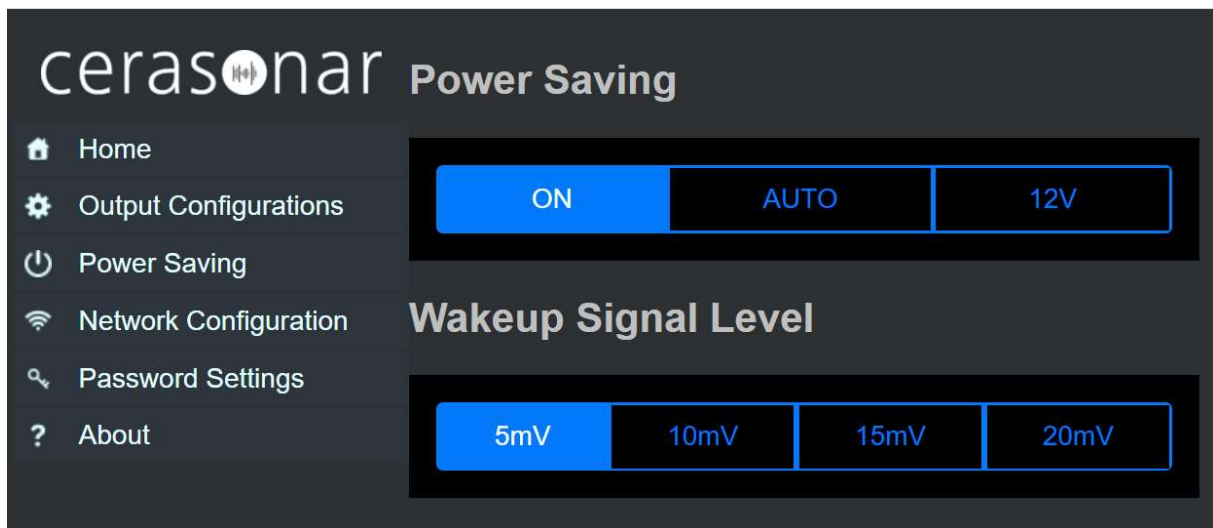 cerasonar
Home
Output Configurations
Power Saving
Network Configuration
Password Settings
? About
Power Saving
ON AUTO 12V
Wakeup Signal Level
5mV 10mV 15mV 20mV